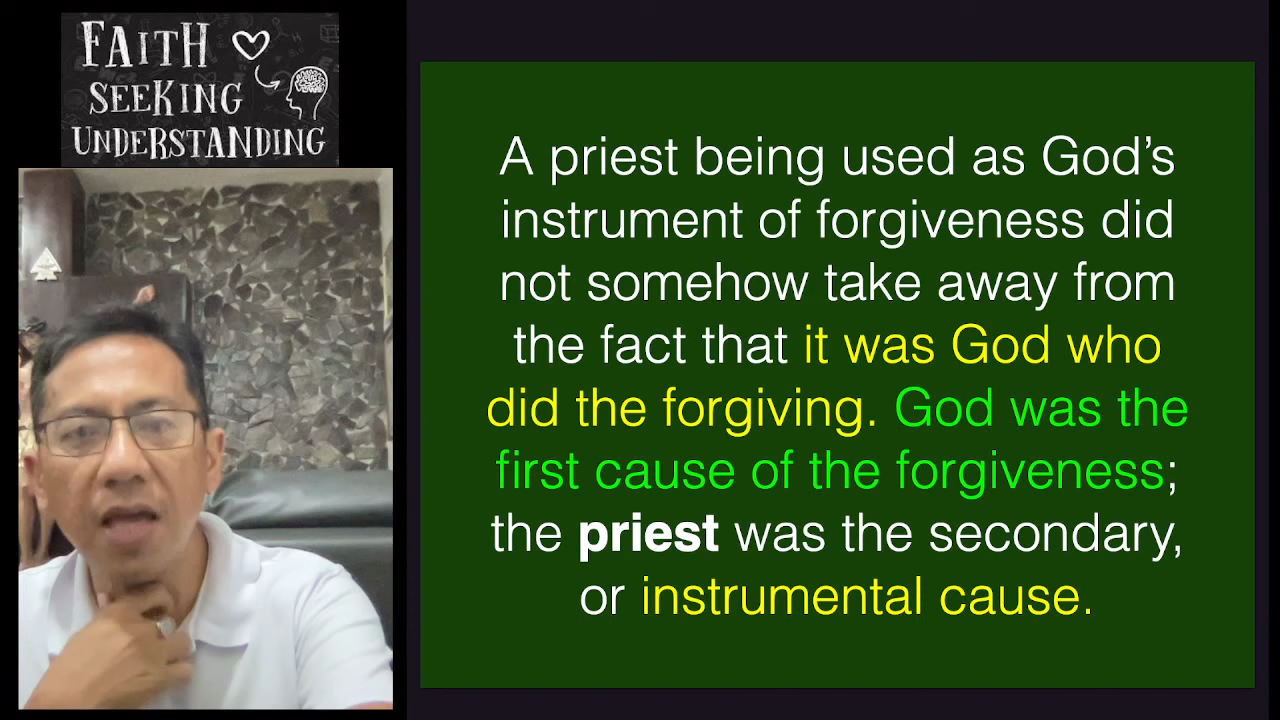 FAITH
SEEKING
UNDERSTANDING
A priest being used as God’s
instrument of forgiveness did
not somehow take away from
the fact that it was God who
did the forgiving. God was the
first cause of the forgiveness;
the priest was the secondary,
or instrumental cause.